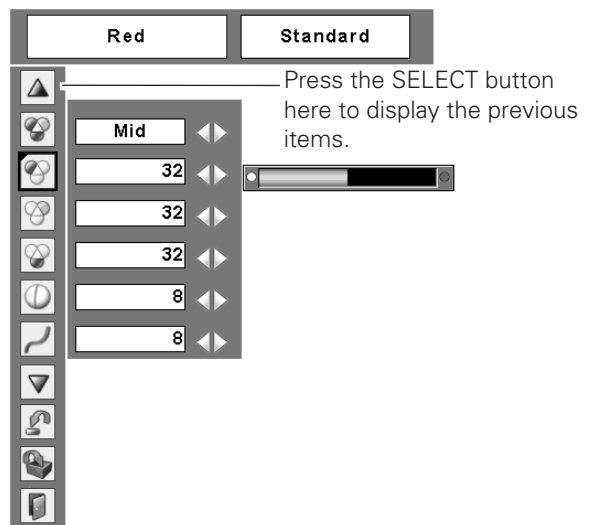 Red Standard
Press the SELECT button
here to display the previous
items.
Mid
32
32
32
8
8